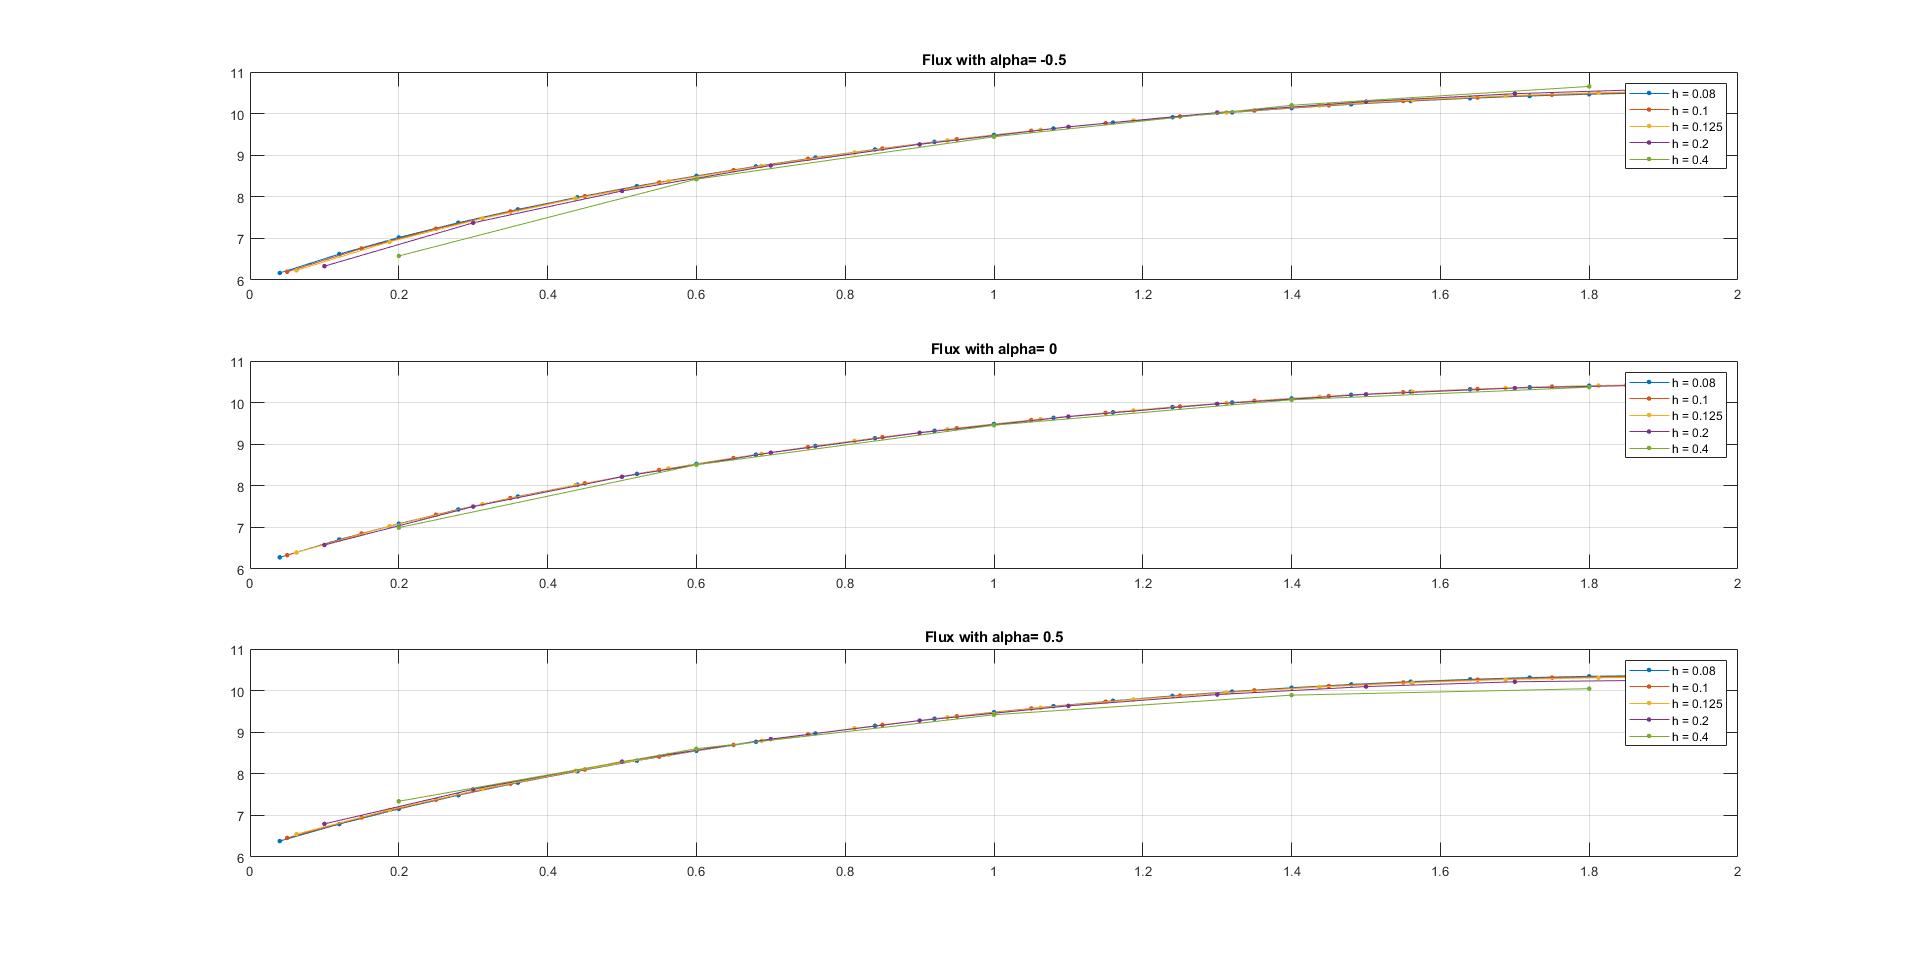 Flux with alpha= -0.5
11
10
9
8
7
6
0 0.2 0.4 0.6 0.8 1 1.2 1.4 1.6 1.8 2
h = 0.08
h = 0.1
h = 0.125
h = 0.2
h = 0.4
Flux with alpha= 0
11
10
9
8
7
6
0 0.2 0.4 0.6 0.8 1 1.2 1.4 1.6 1.8 2
h = 0.08
h = 0.1
h = 0.125
h = 0.2
h = 0.4
Flux with alpha= 0.5
11
10
9
8
7
6
0 0.2 0.4 0.6 0.8 1 1.2 1.4 1.6 1.8 2
h = 0.08
h = 0.1
h = 0.125
h = 0.2
h = 0.4